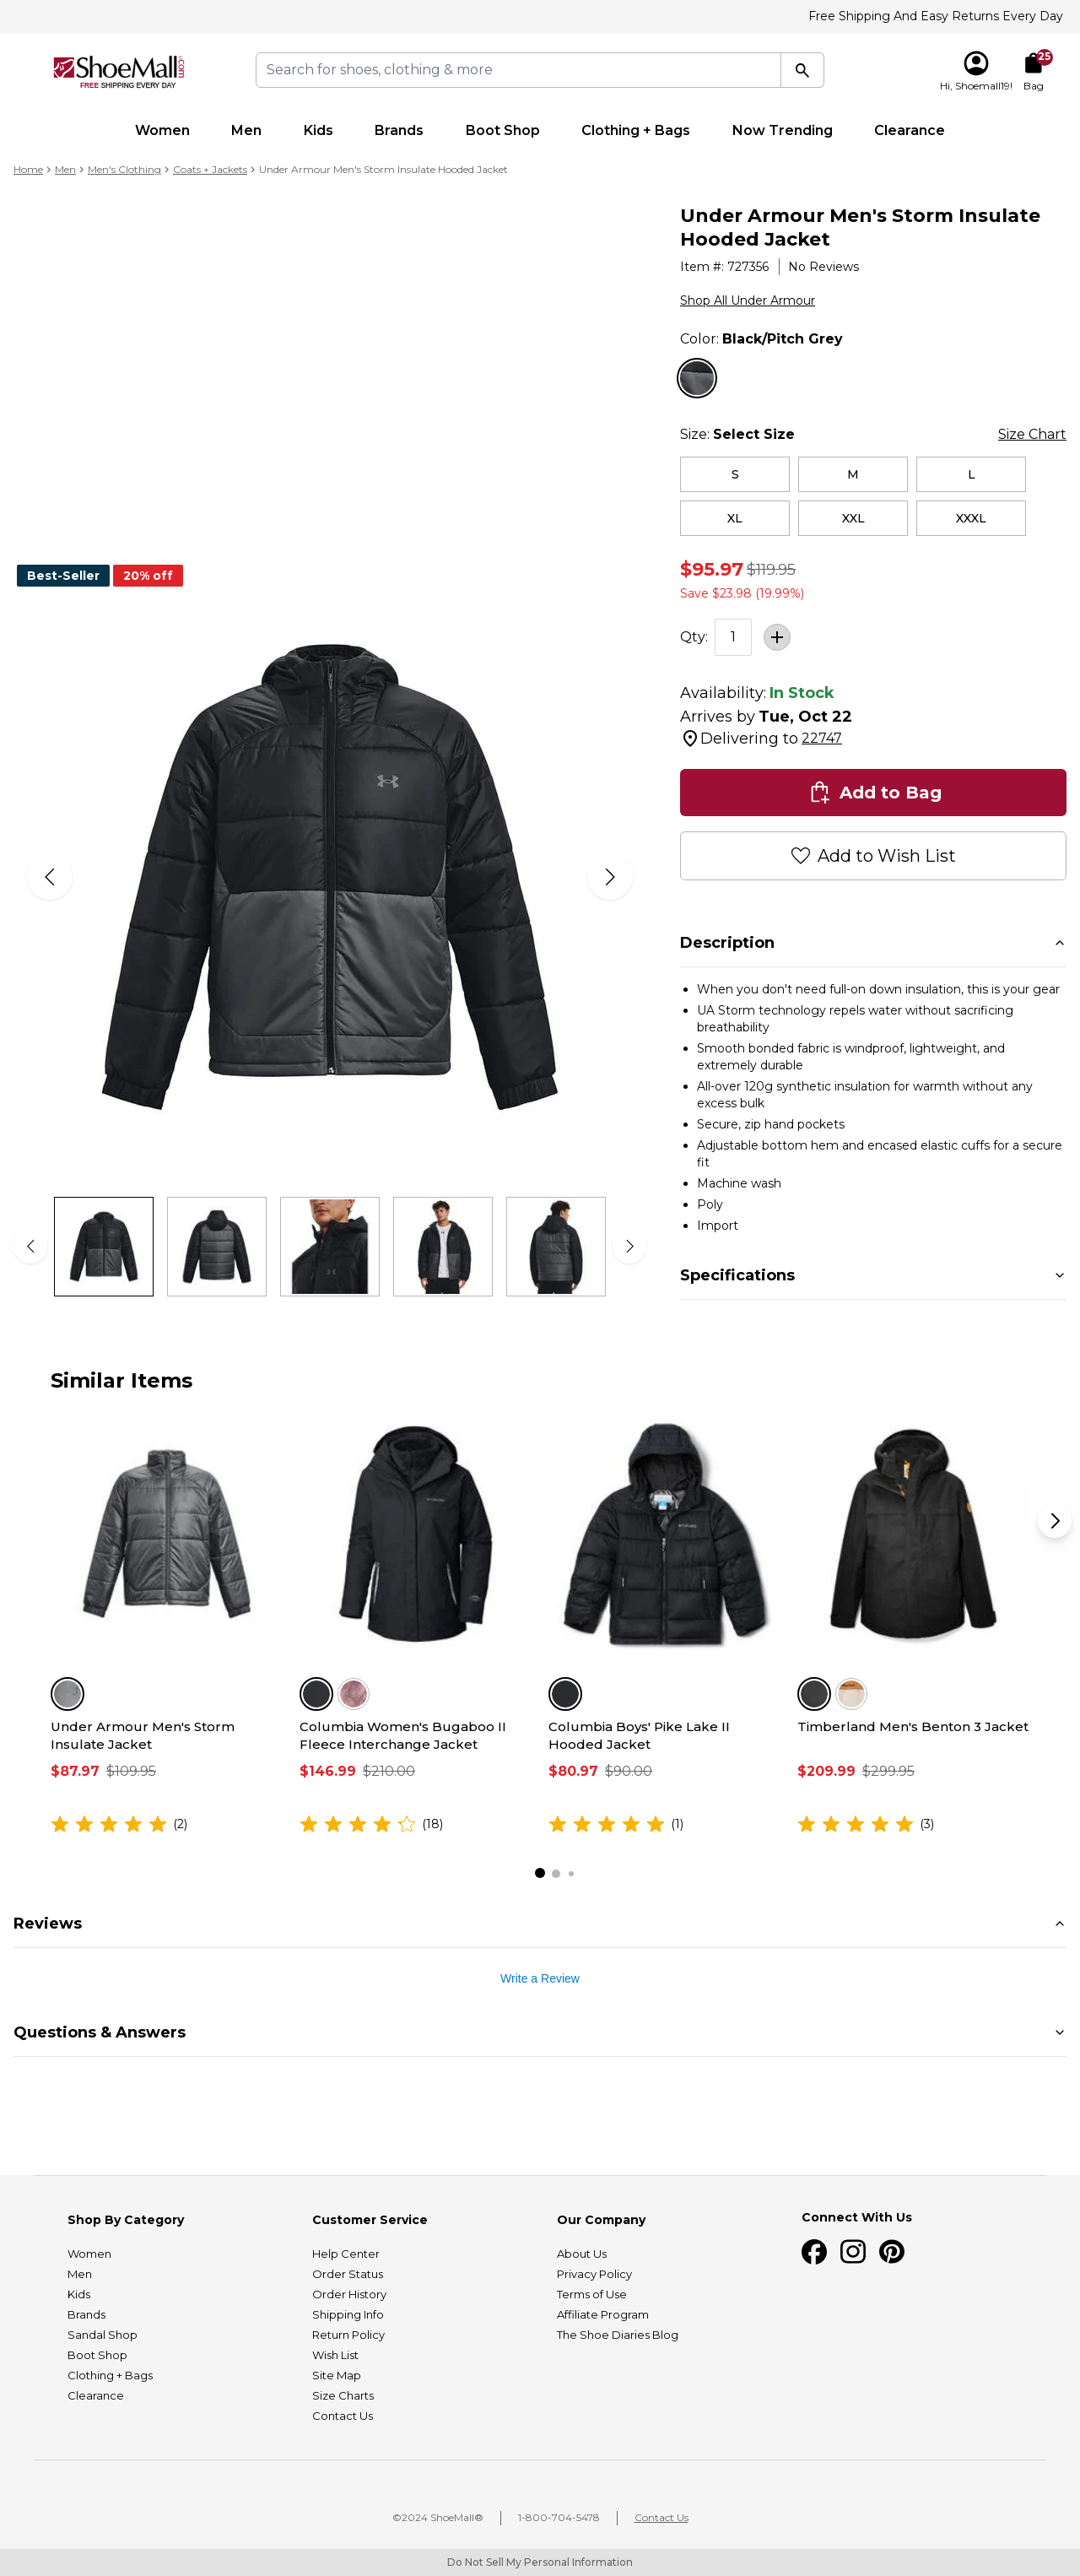 Free Shipping And Easy Returns Every Day
ShoeMall.com
FREE SHIPPING EVERY DAY
Search for shoes, clothing & more
Hi, Shoemall19!
25
Bag
Women
Men
Kids
Brands
Boot Shop
Clothing + Bags
Now Trending
Clearance
Home > Men > Men's Clothing > Coats + Jackets > Under Armour Men's Storm Insulate Hooded Jacket
Under Armour Men's Storm Insulate
Hooded Jacket
Item #: 727356
No Reviews
Shop All Under Armour
Color: Black/Pitch Grey
Size: Select Size
Size Chart
S
M
L
XL
XXL
XXXL
$95.97 $119.95
Save $23.98 (19.99%)
Qty: 1
Availability: In Stock
Arrives by Tue, Oct 22
Delivering to 22747
Add to Bag
Add to Wish List
Best-Seller
20% off
Description
• When you don't need full-on down insulation, this is your gear
• UA Storm technology repels water without sacrificing
breathability
• Smooth bonded fabric is windproof, lightweight, and
extremely durable
• All-over 120g synthetic insulation for warmth without any
excess bulk
• Secure, zip hand pockets
• Adjustable bottom hem and encased elastic cuffs for a secure
fit
• Machine wash
• Poly
• Import
Specifications
Similar Items
Under Armour Men's Storm
Insulate Jacket
$87.97 $109.95
(2)
Columbia Women's Bugaboo II
Fleece Interchange Jacket
$146.99 $210.00
(18)
Columbia Boys' Pike Lake II
Hooded Jacket
$80.97 $90.00
(1)
Timberland Men's Benton 3 Jacket
$209.99 $299.95
(3)
Reviews
Write a Review
Questions & Answers
Shop By Category
Women
Men
Kids
Brands
Sandal Shop
Boot Shop
Clothing + Bags
Clearance
Customer Service
Help Center
Order Status
Order History
Shipping Info
Return Policy
Wish List
Site Map
Size Charts
Contact Us
Our Company
About Us
Privacy Policy
Terms of Use
Affiliate Program
The Shoe Diaries Blog
Connect With Us
©2024 ShoeMall®
1-800-704-5478
Contact Us
Do Not Sell My Personal Information